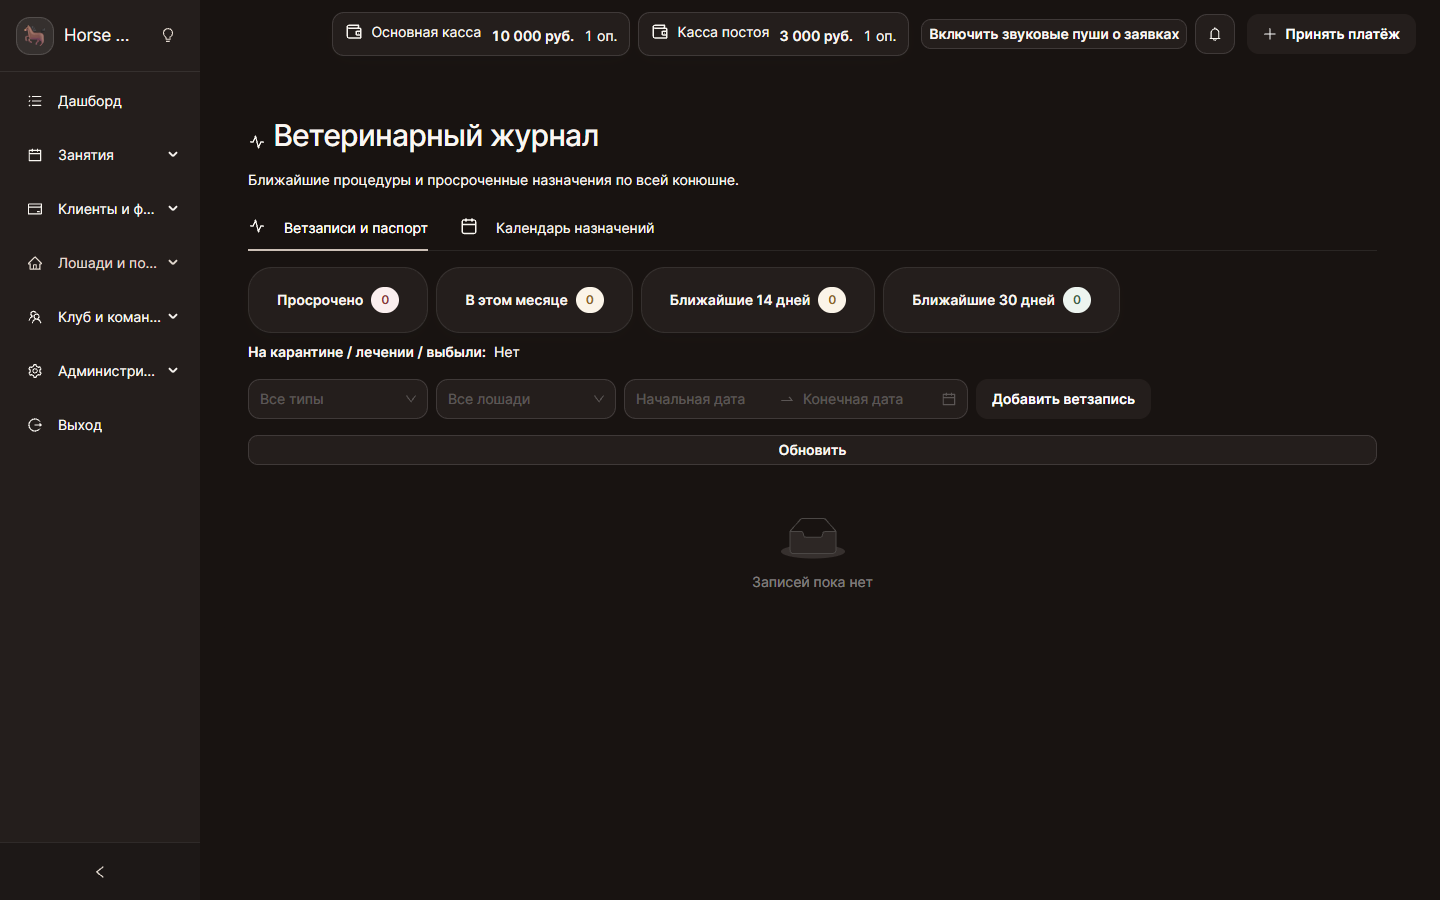 Horse ...
Основная касса 10 000 руб. 1 оп.
Касса постоя 3 000 руб. 1 оп.
Включить звуковые пуши о заявках
Принять платёж
Дашборд
Занятия
Клиенты и ф...
Лошади и по...
Клуб и коман...
Администри...
Выход
Ветеринарный журнал
Ближайшие процедуры и просроченные назначения по всей конюшне.
Ветзаписи и паспорт
Календарь назначений
Просрочено 0
В этом месяце 0
Ближайшие 14 дней 0
Ближайшие 30 дней 0
На карантине / лечении / выбыли: Нет
Все типы
Все лошади
Начальная дата
Конечная дата
Добавить ветзапись
Обновить
Записей пока нет